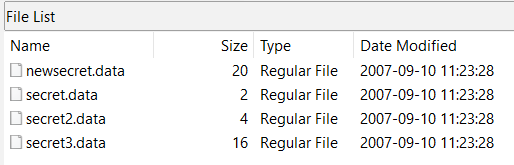 File List
Name Size Type Date Modified
newsecret.data 20 Regular File 2007-09-10 11:23:28
secret.data 2 Regular File 2007-09-10 11:23:28
secret2.data 4 Regular File 2007-09-10 11:23:28
secret3.data 16 Regular File 2007-09-10 11:23:28